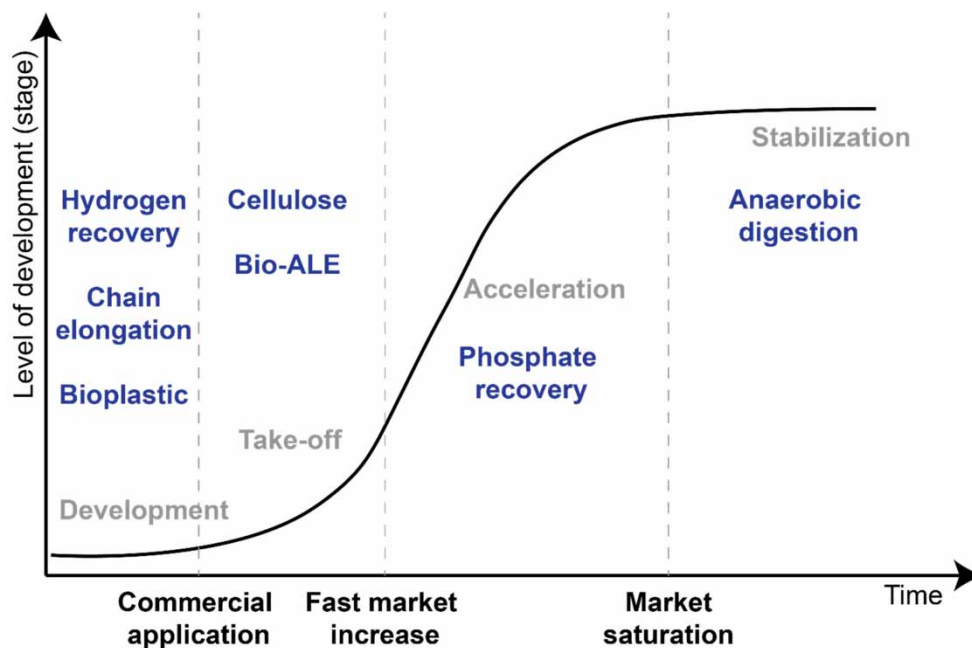 Level of development (stage)
Hydrogen
recovery
Chain
elongation
Bioplastic
Development
Cellulose
Bio-ALE
Take-off
Acceleration
Phosphate
recovery
Stabilization
Anaerobic
digestion
Time
Commercial
application
Fast market
increase
Market
saturation